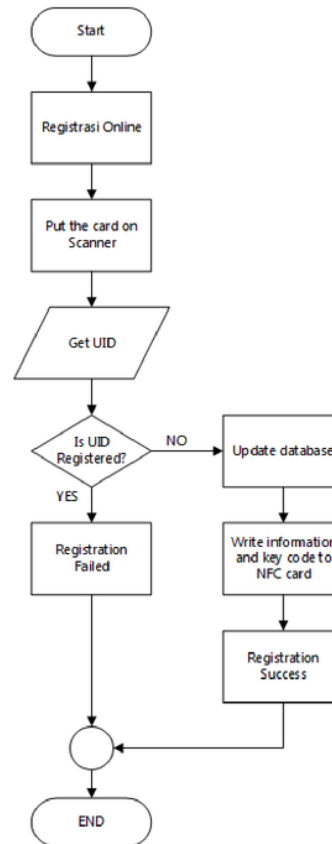 Start
Registrasi Online
Put the card on
Scanner
Get UID
Is UID
Registered?
NO
Update database
YES
Registration
Failed
Write information
and key code to
NFC card
Registration
Success
END